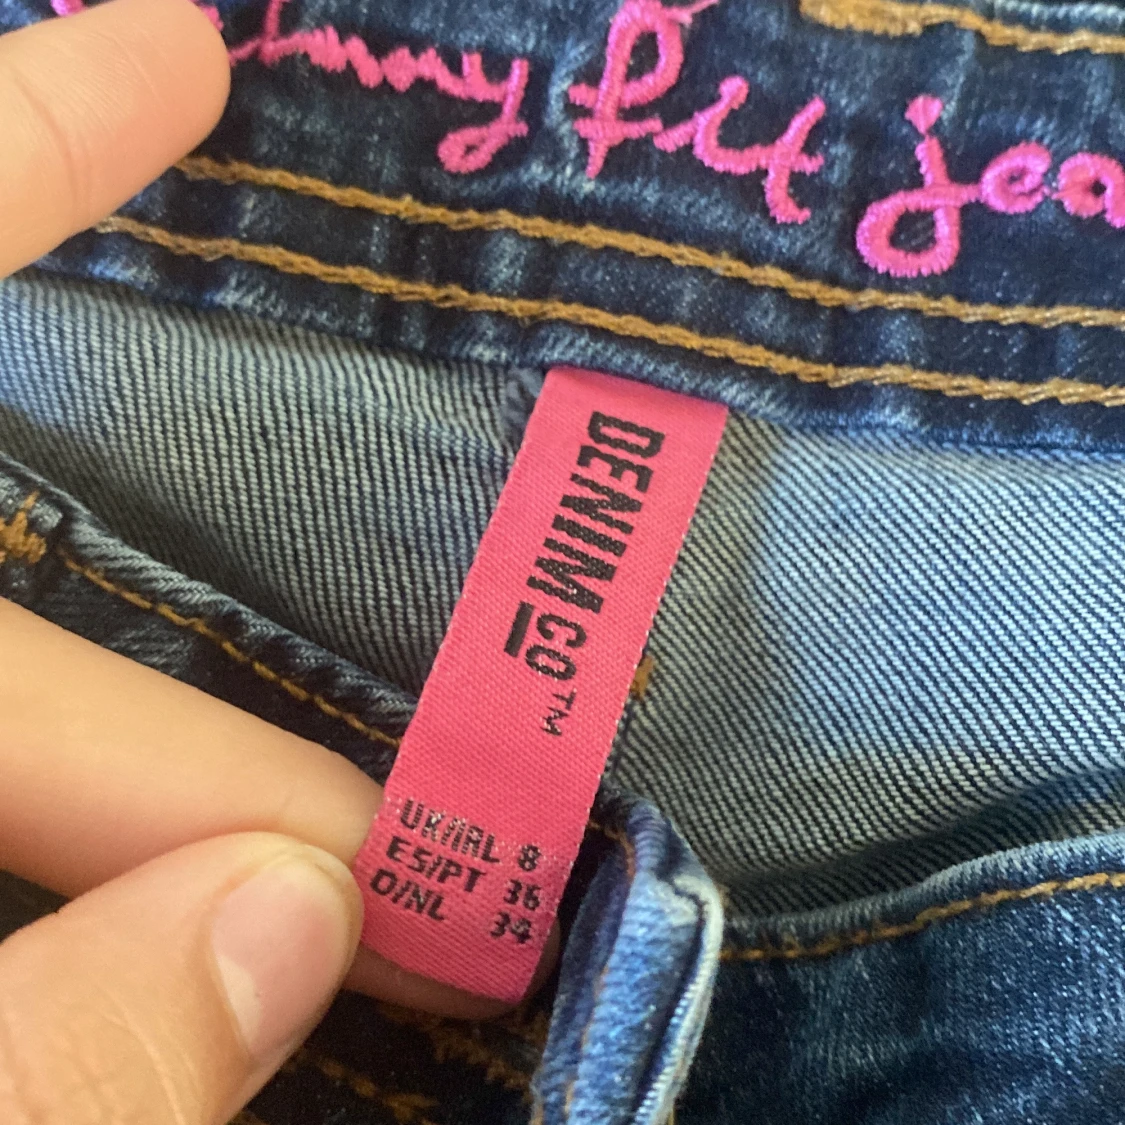 fit jea
DENIM CO™
UK/IRL 8
ES/PT 36
D/NL 34